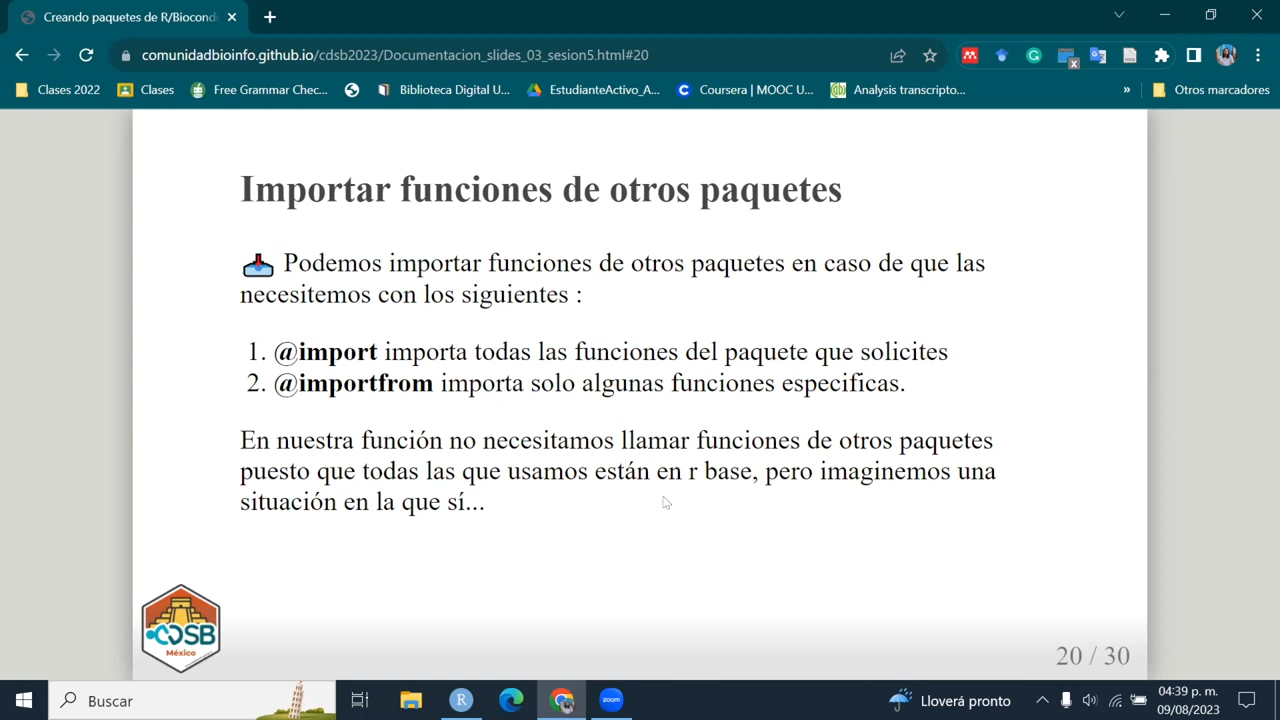 Creando paquetes de R/Biocond
comunidadbioinfo.github.io/cdsb2023/Documentacion_slides_03_sesion5.html#20
Clases 2022
Clases
Free Grammar Chec...
Biblioteca Digital U...
EstudianteActivo_A...
Coursera | MOOC U...
Analysis transcripto...
»
Otros marcadores
Importar funciones de otros paquetes
Podemos importar funciones de otros paquetes en caso de que las
necesitemos con los siguientes :
1. @import importa todas las funciones del paquete que solicites
2. @importfrom importa solo algunas funciones especificas.
En nuestra función no necesitamos llamar funciones de otros paquetes
puesto que todas las que usamos están en r base, pero imaginemos una
situación en la que sí...
CDSB
México
20 / 30
Buscar
R
zoom
Lloverá pronto
04:39 p. m.
09/08/2023